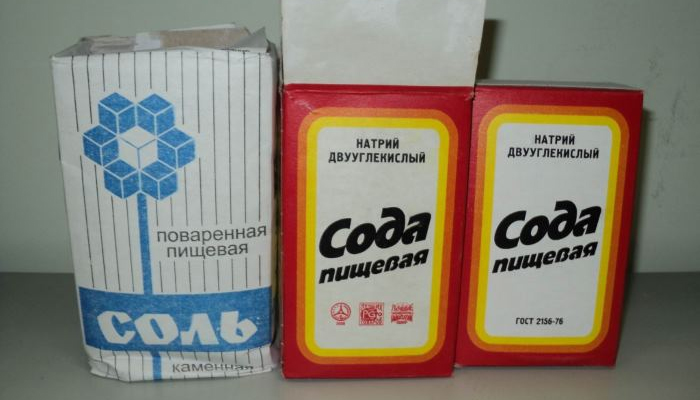 поваренная
пищевая
СОЛЬ
каменная
НАТРИЙ
ДВУУГЛЕКИСЛЫЙ
Сода
пищевая
НАТРИЙ
ДВУУГЛЕКИСЛЫЙ
Сода
пищевая
ГОСТ 2156-76